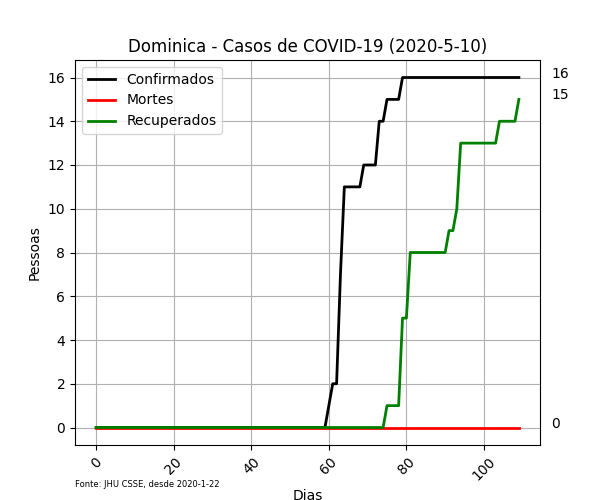 Dominica - Casos de COVID-19 (2020-5-10)
Confirmados
Mortes
Recuperados
16
14
12
10
8
6
4
2
0
Pessoas
16
15
0
0
20
40
60
80
100
Fonte: JHU CSSE, desde 2020-1-22
Dias